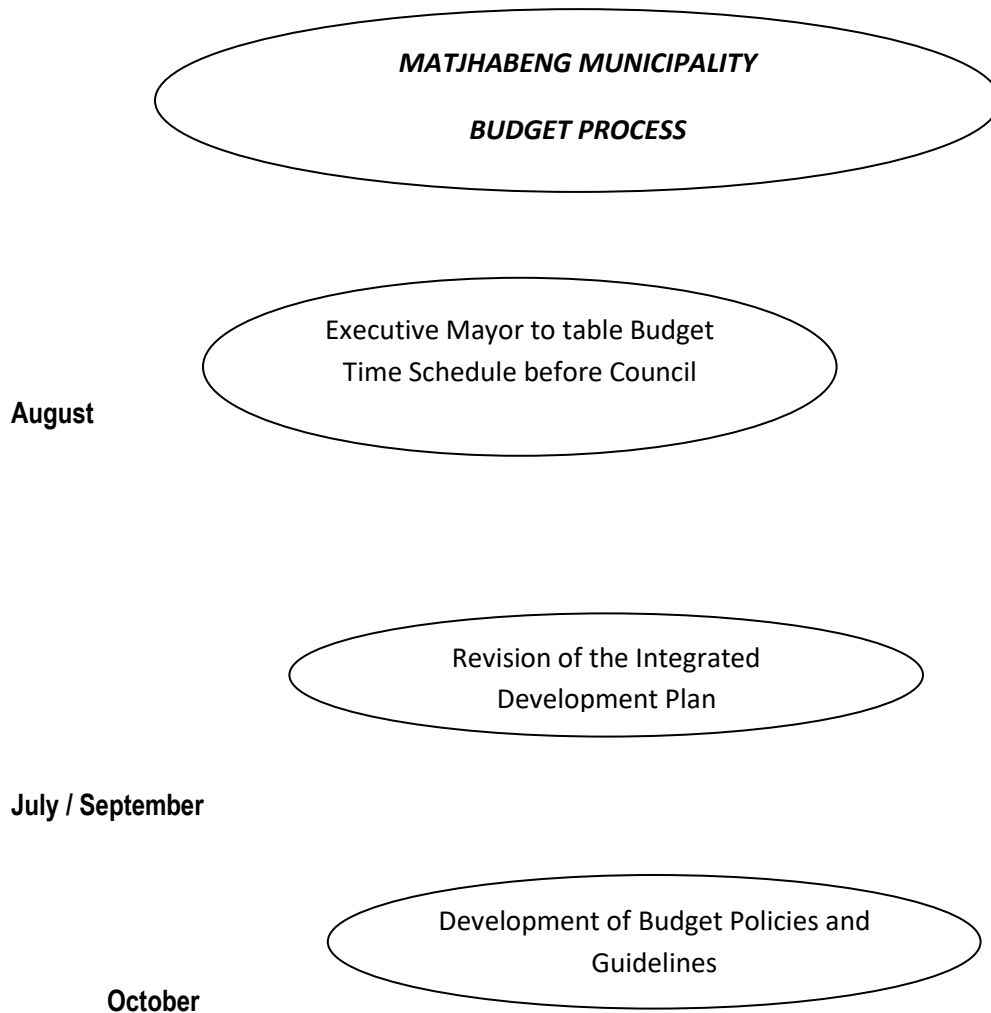 MATJHABENG MUNICIPALITY
BUDGET PROCESS
Executive Mayor to table Budget
Time Schedule before Council
August
Revision of the Integrated
Development Plan
July / September
Development of Budget Policies and
Guidelines
October